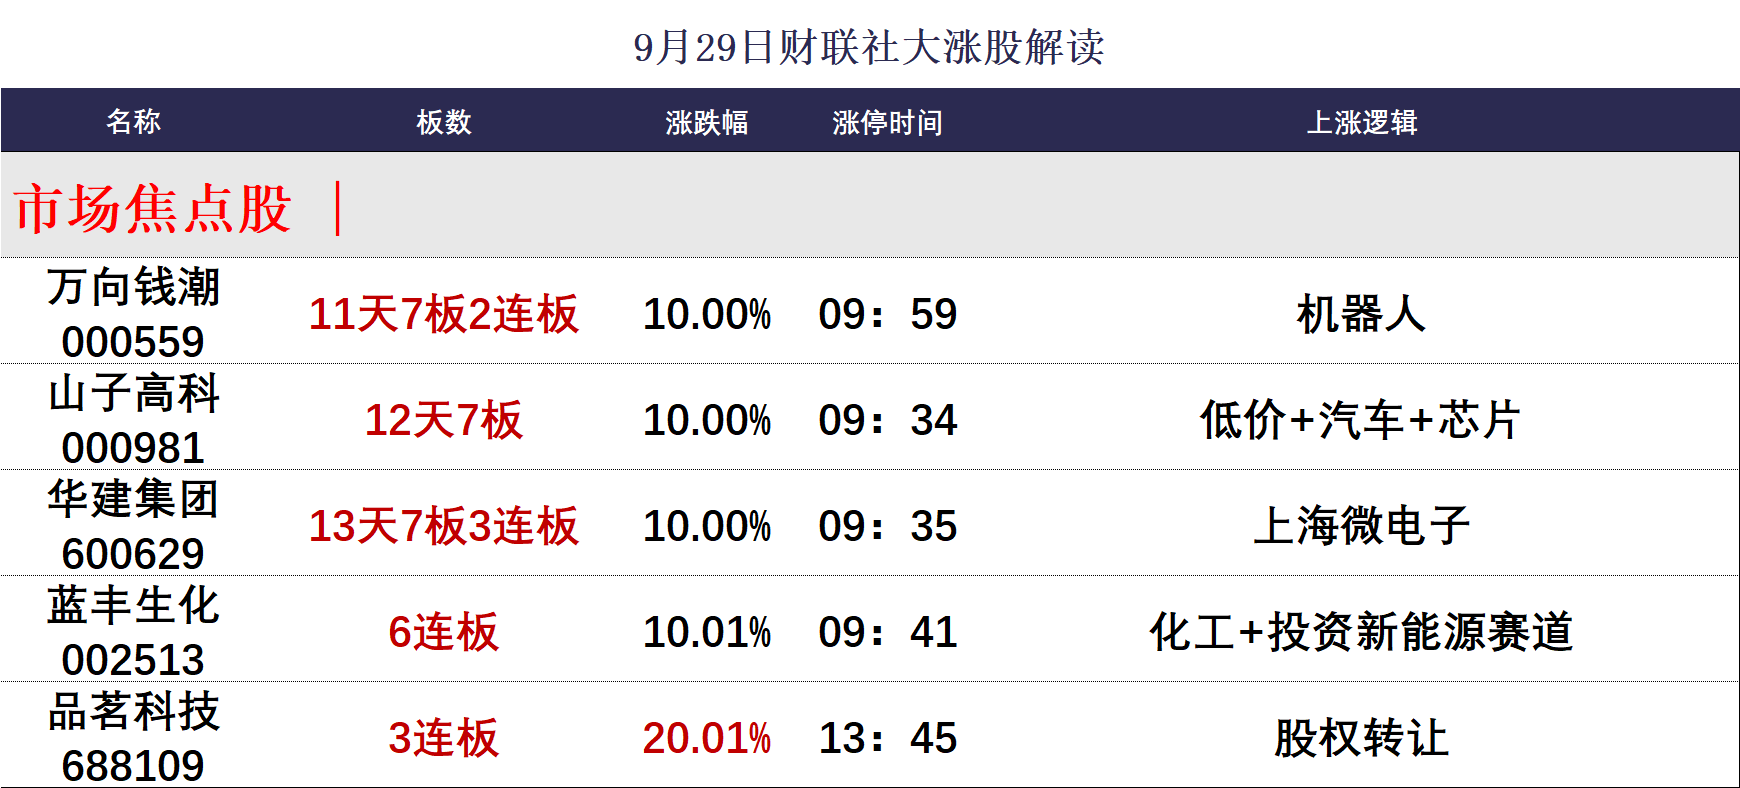 9月29日财联社大涨股解读
名称 板数 涨跌幅 涨停时间 上涨逻辑
市场焦点股 ｜
万向钱潮
000559 11天7板2连板 10.00% 09：59 机器人
山子高科
000981 12天7板 10.00% 09：34 低价+汽车+芯片
华建集团
600629 13天7板3连板 10.00% 09：35 上海微电子
蓝丰生化
002513 6连板 10.01% 09：41 化工+投资新能源赛道
品茗科技
688109 3连板 20.01% 13：45 股权转让